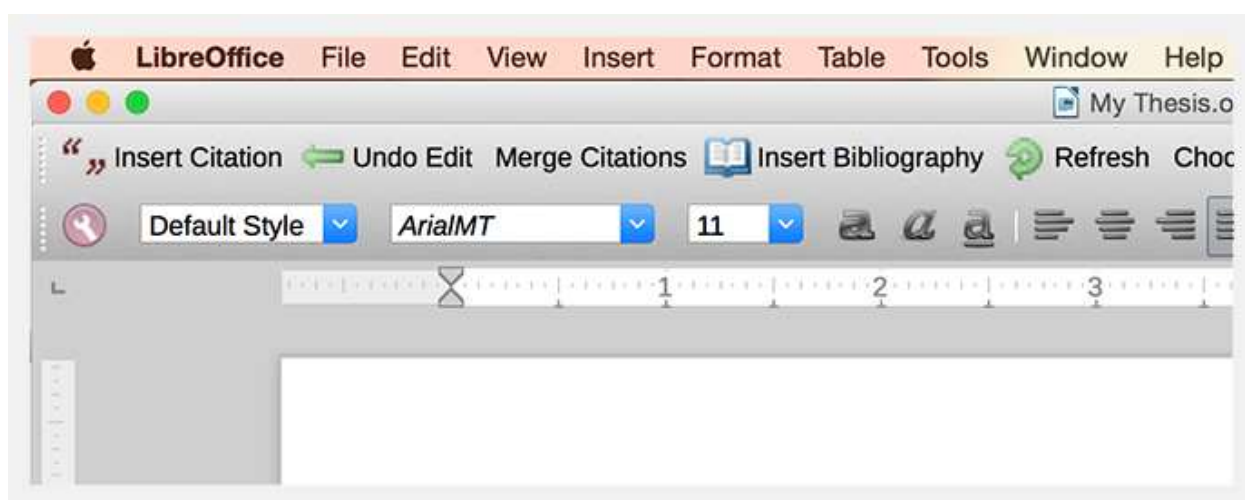 LibreOffice File Edit View Insert Format Table Tools Window Help
My Thesis.o
“ „ Insert Citation Undo Edit Merge Citations Insert Bibliography Refresh Choo
Default Style ArialMT 11 a a a
1 2 3